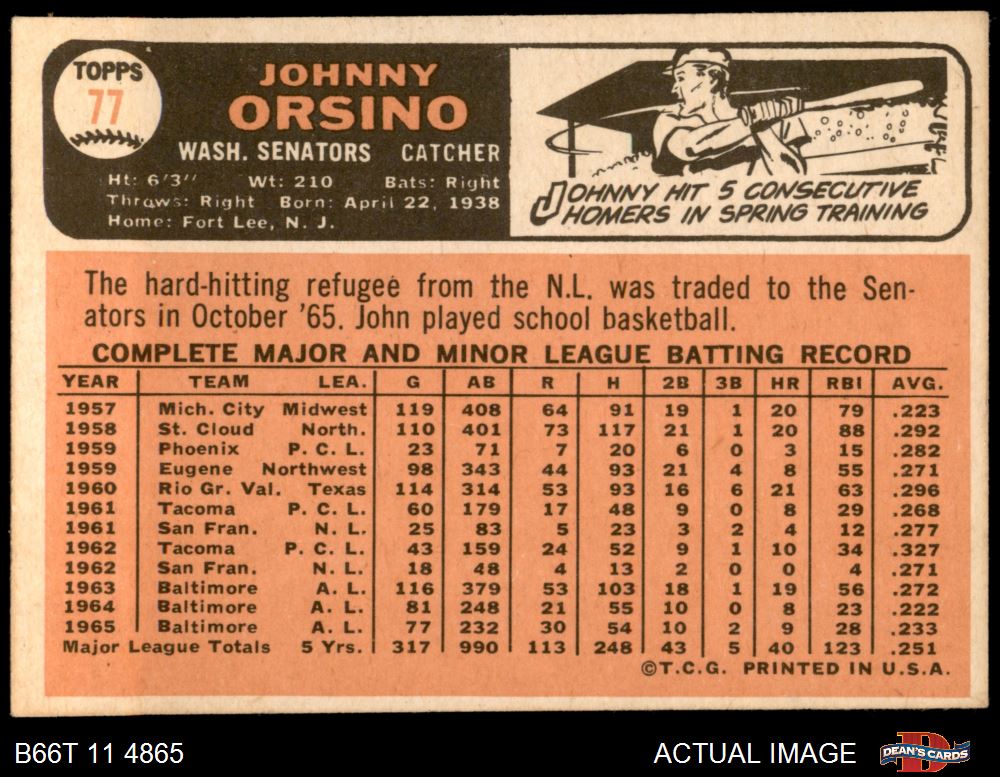 TOPPS
77
JOHNNY
ORSINO
WASH. SENATORS CATCHER
Ht: 6'3" Wt: 210 Bats: Right
Throws: Right Born: April 22, 1938
Home: Fort Lee, N. J.
JOHNNY HIT 5 CONSECUTIVE
HOMERS IN SPRING TRAINING
The hard-hitting refugee from the N.L. was traded to the Sen-
ators in October '65. John played school basketball.
COMPLETE MAJOR AND MINOR LEAGUE BATTING RECORD
YEAR TEAM LEA. G AB R H 2B 3B HR RBI AVG.
1957 Mich. City Midwest 119 408 64 91 19 1 20 79 .223
1958 St. Cloud North. 110 401 73 117 21 1 20 88 .292
1959 Phoenix P. C. L. 23 71 7 20 6 0 3 15 .282
1959 Eugene Northwest 98 343 44 93 21 4 8 55 .271
1960 Rio Gr. Val. Texas 114 314 53 93 16 6 21 63 .296
1961 Tacoma P. C. L. 60 179 17 48 9 0 8 29 .268
1961 San Fran. N. L. 25 83 5 23 3 2 4 12 .277
1962 Tacoma P. C. L. 43 159 24 52 9 1 10 34 .327
1962 San Fran. N. L. 18 48 4 13 2 0 0 4 .271
1963 Baltimore A. L. 116 379 53 103 18 1 19 56 .272
1964 Baltimore A. L. 81 248 21 55 10 0 8 23 .222
1965 Baltimore A. L. 77 232 30 54 10 2 9 28 .233
Major League Totals 5 Yrs. 317 990 113 248 43 5 40 123 .251
©T.C.G. PRINTED IN U.S.A.
B66T 11 4865
ACTUAL IMAGE
DEAN'S CARDS